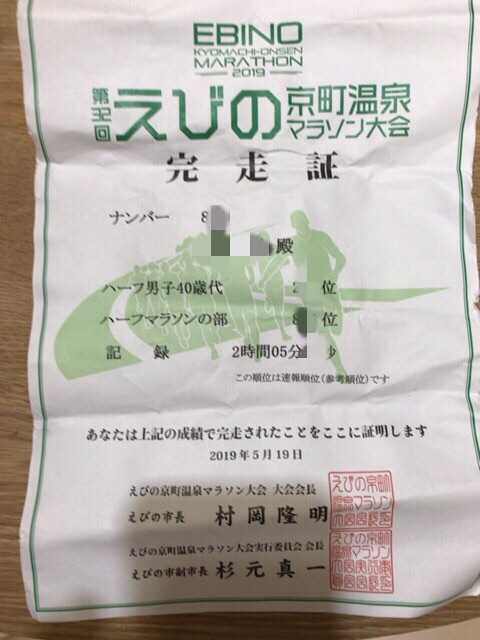 EBINO
KYOMACHI-ONSEN
MARATHON
2019
第32回
えびの京町温泉
マラソン大会
完走証
ナンバー 8
殿
ハーフ男子40歳代 位
ハーフマラソンの部 8 位
記録 2時間05分
この順位は速報順位(参考順位)です
あなたは上記の成績で完走されたことをここに証明します
2019年5月19日
えびの京町温泉マラソン大会 大会会長
えびの市長 村岡隆明
えびの京町温泉マラソン大会実行委員会 会長
えびの市副市長 杉元真一